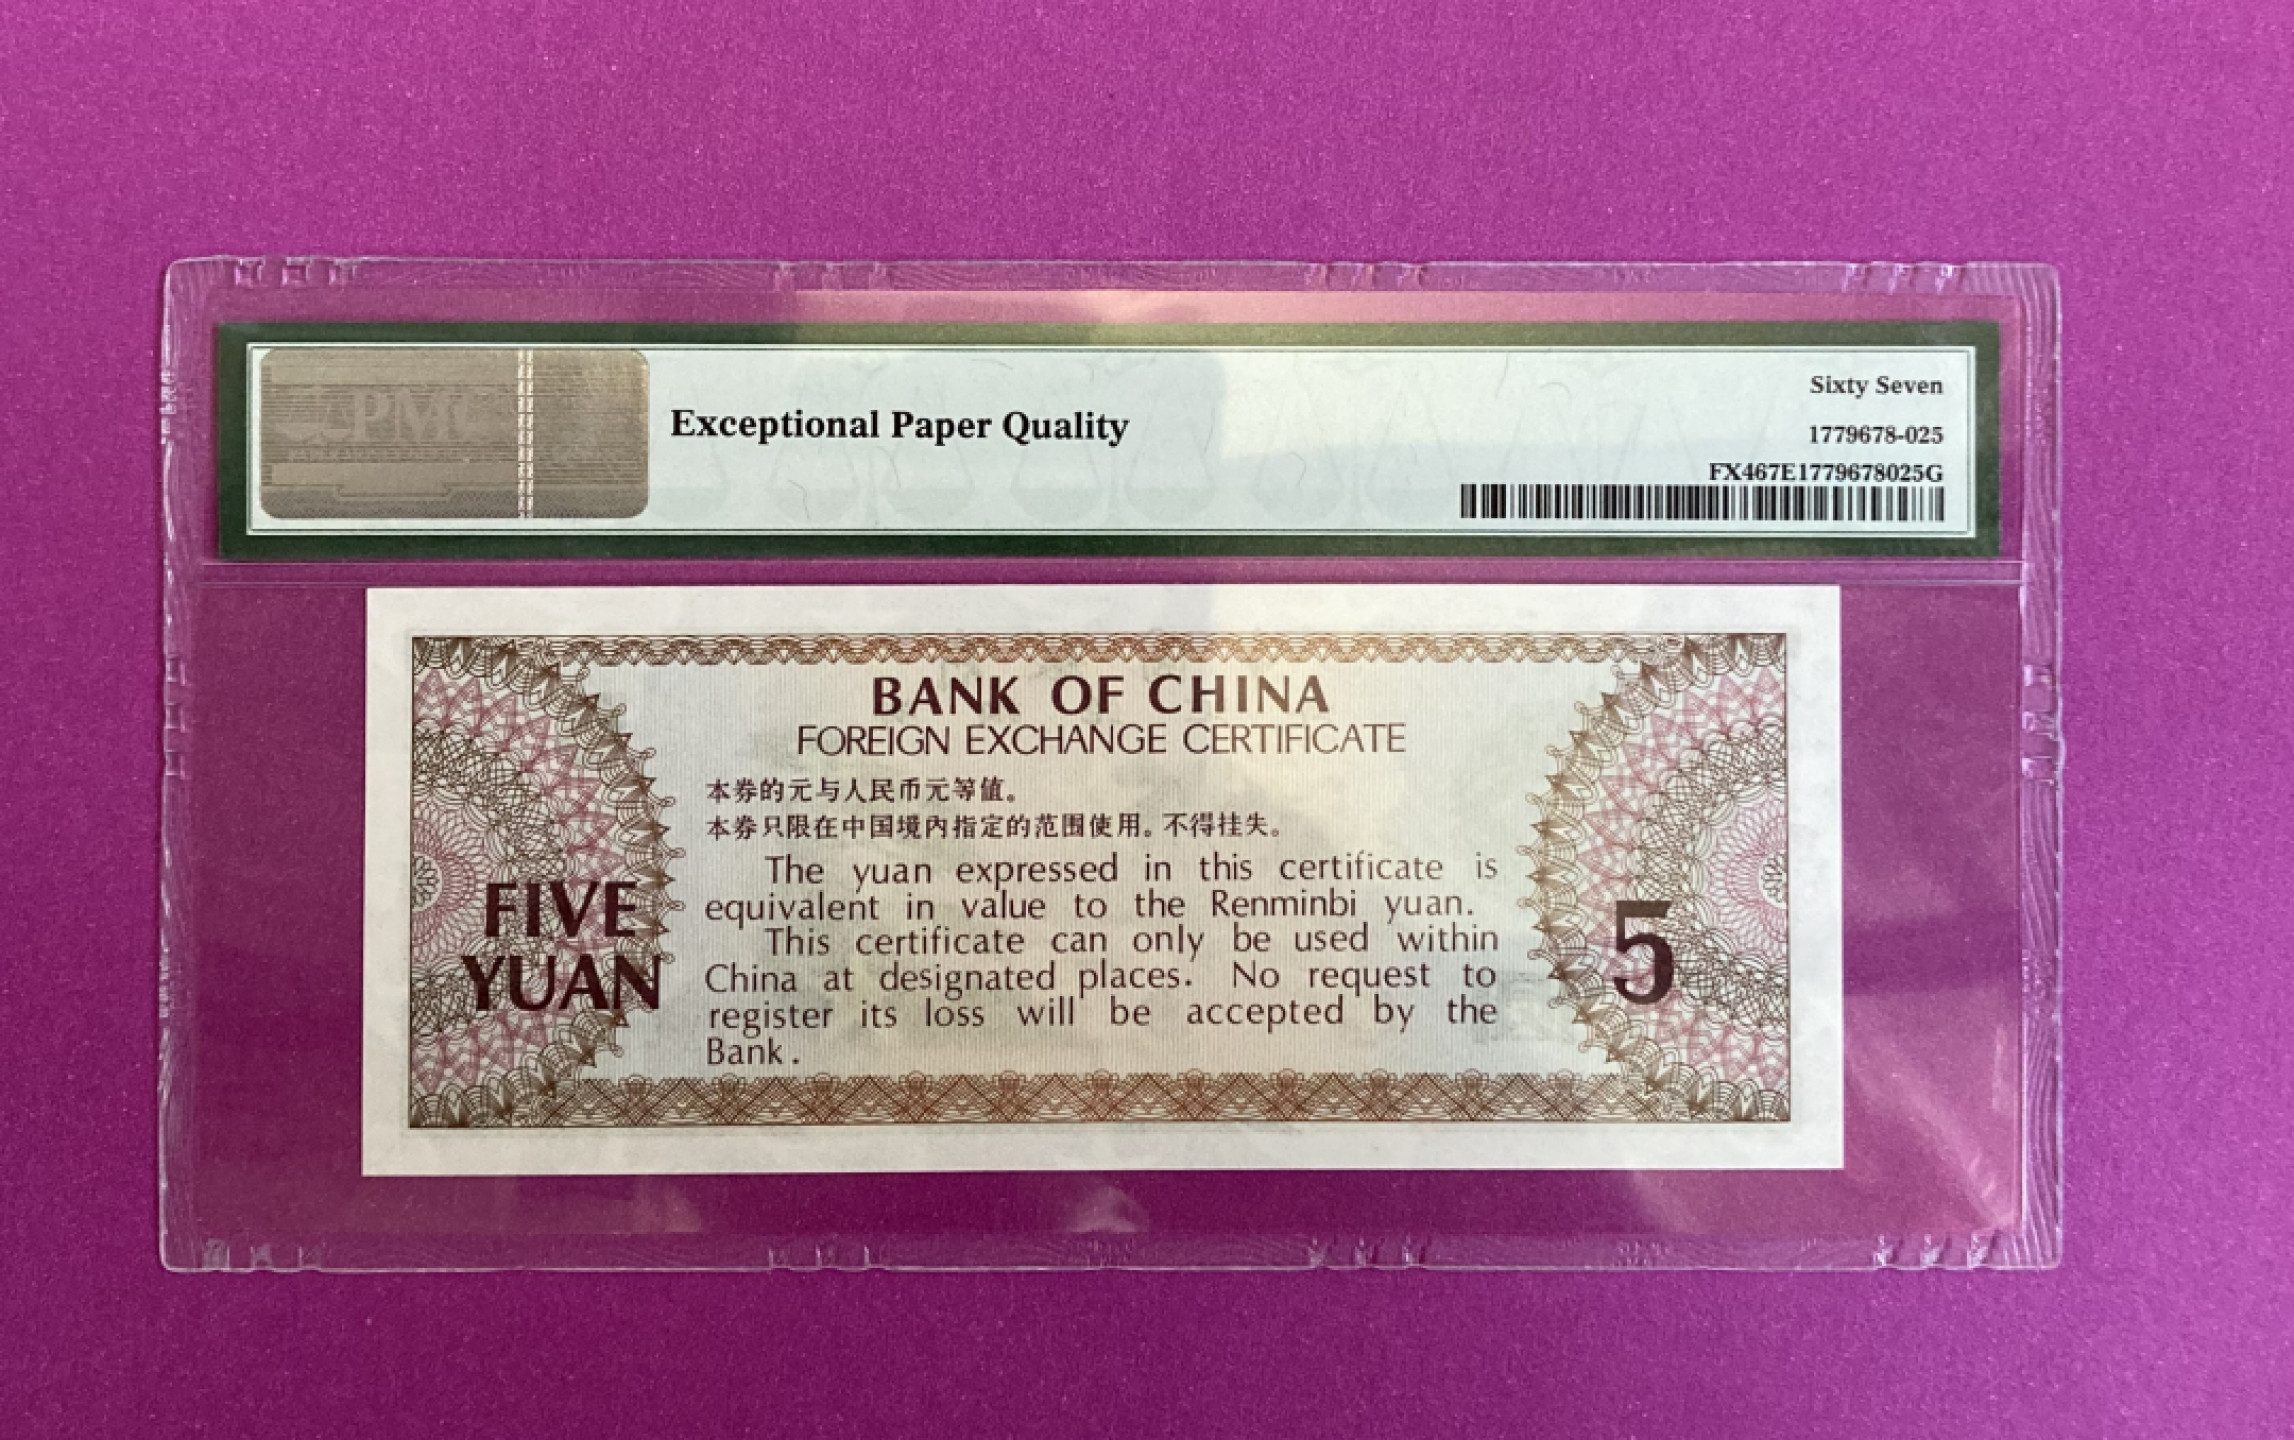 PMG
Exceptional Paper Quality
Sixty Seven
1779678-025
FX467E1779678025G
BANK OF CHINA
FOREIGN EXCHANGE CERTIFICATE
本券的元与人民币元等值。
本券只限在中国境内指定的范围使用。不得挂失。
The yuan expressed in this certificate is
equivalent in value to the Renminbi yuan.
This certificate can only be used within
China at designated places. No request to
register its loss will be accepted by the
Bank.
FIVE
YUAN
5